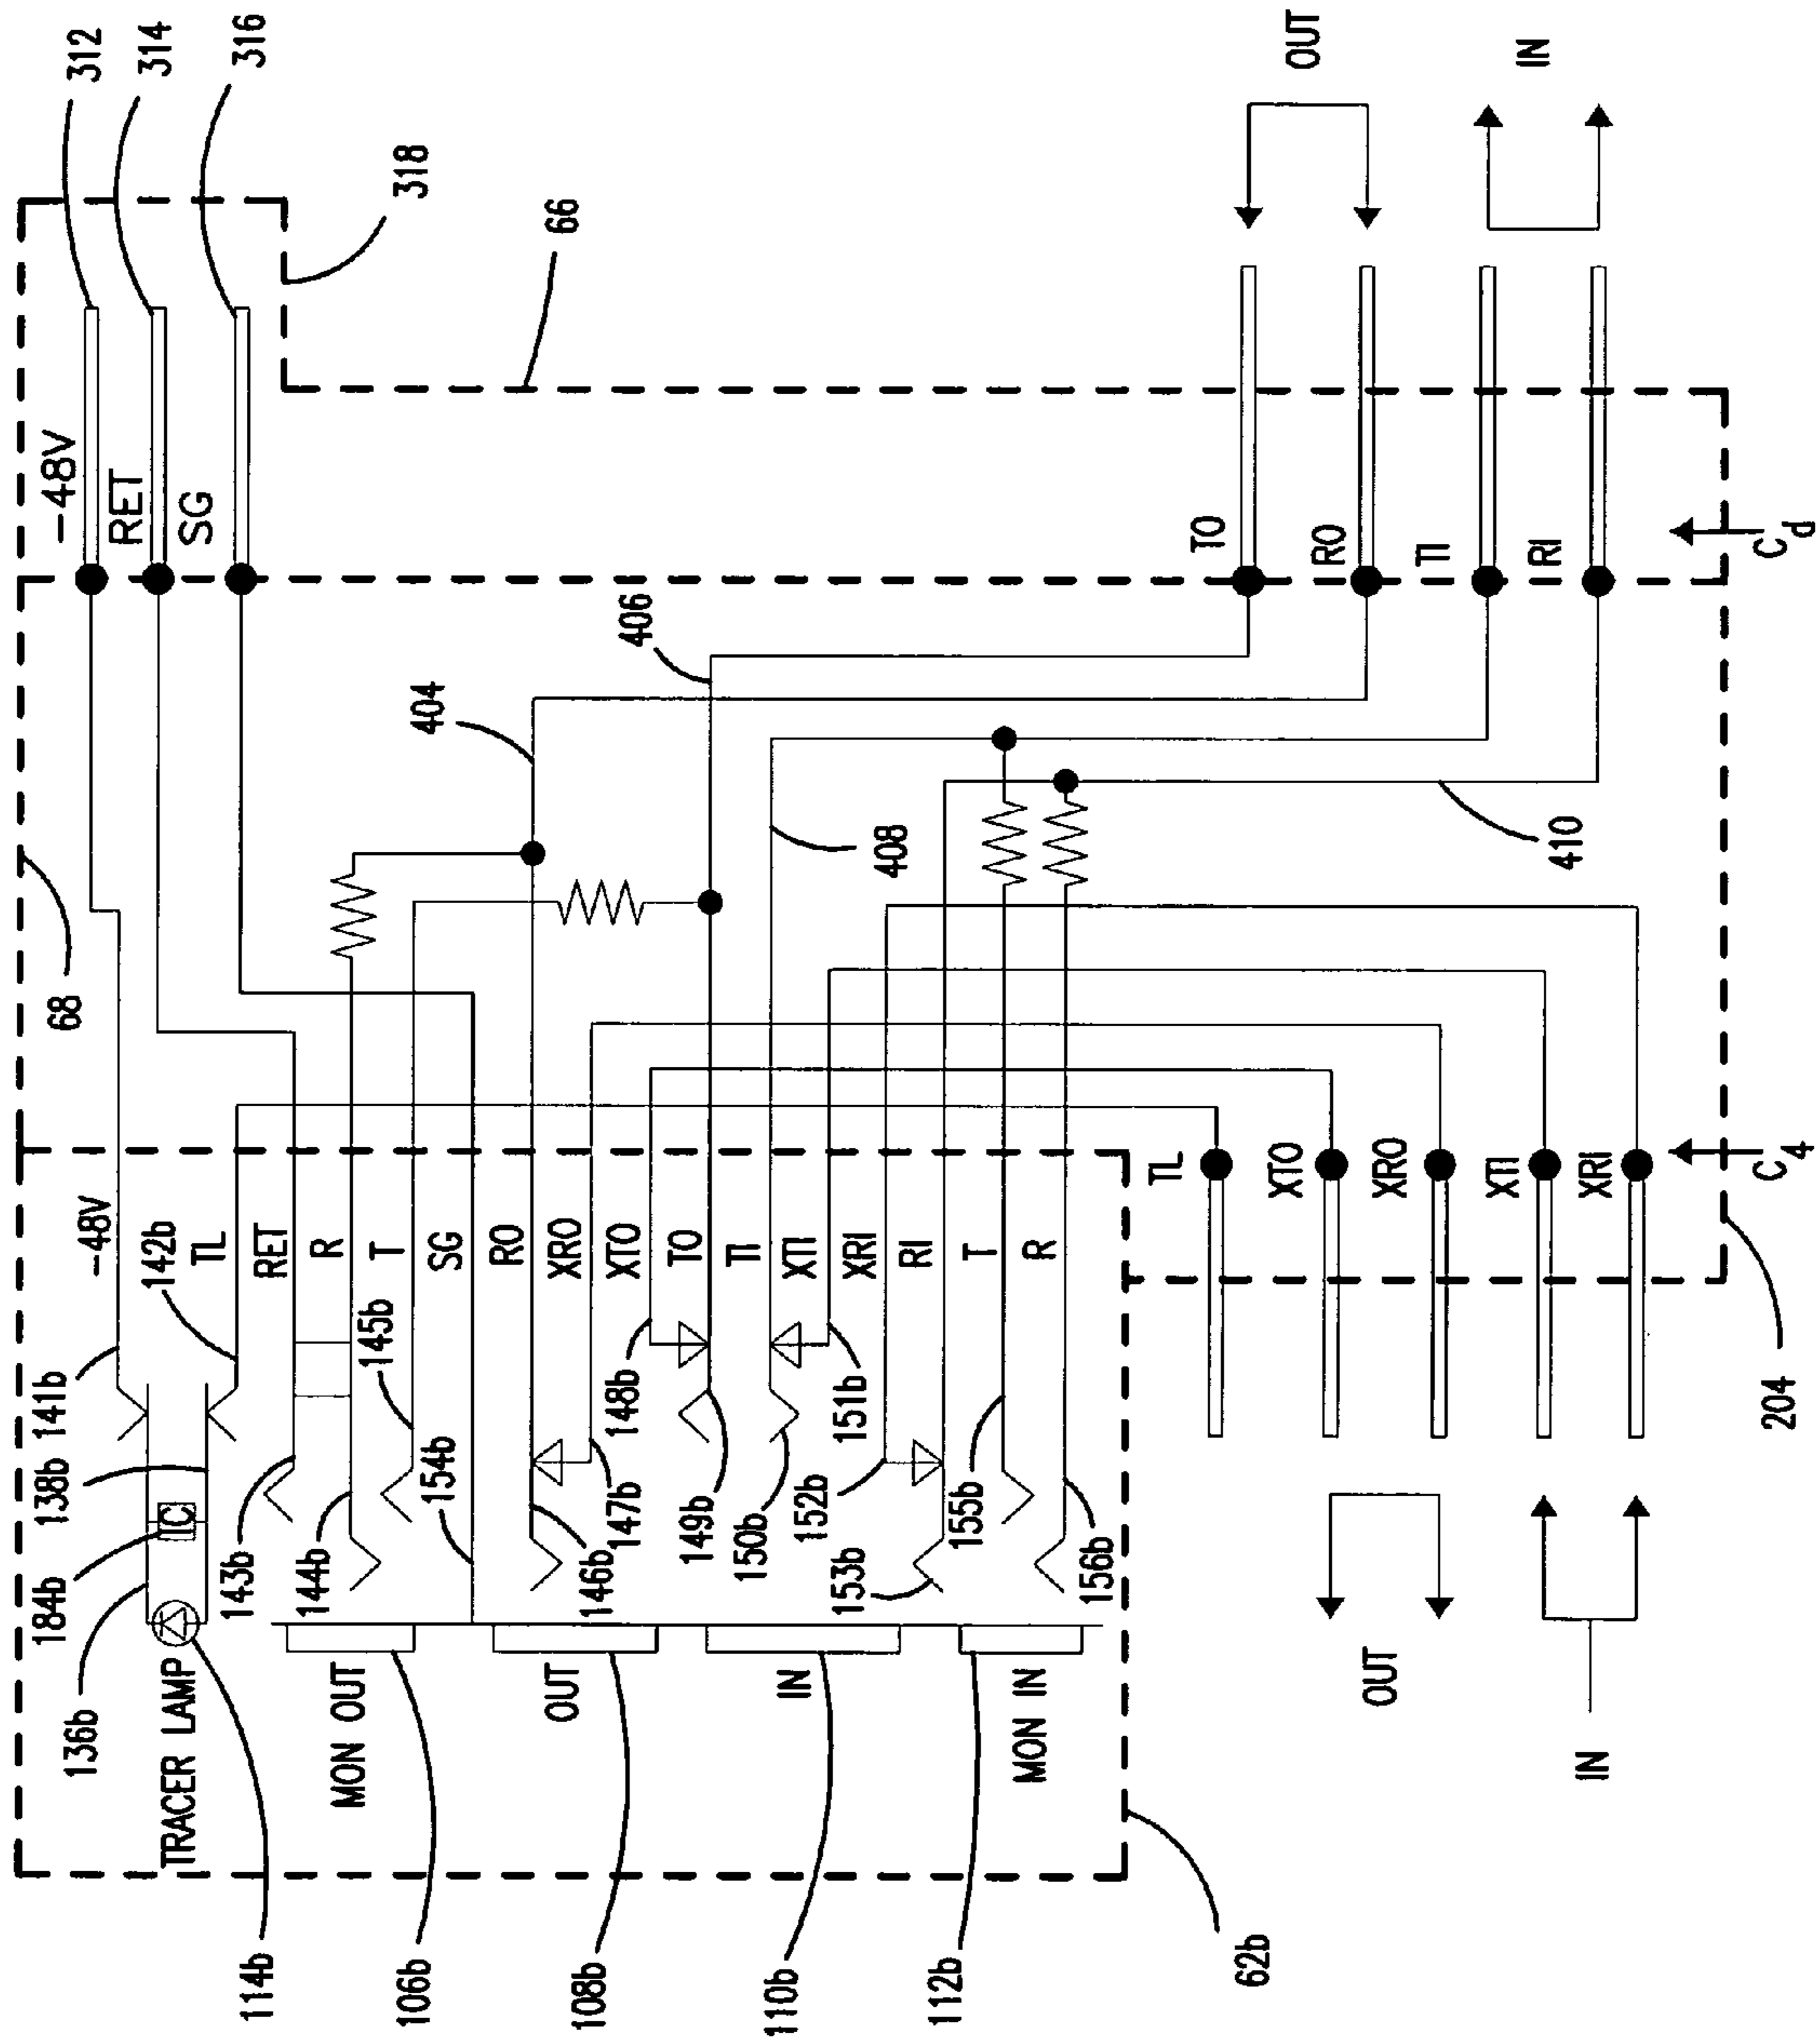 312
314
316
318
66
-48V
RET
SG
OUT
IN
TO
RO
TI
RI
Cd
406
404
408
410
68
-48V
TL
RET
R
T
SG
RO
XRO
XTO
TO
TI
XTI
XRI
RI
T
R
TL
XTO
XRO
XTI
XRI
C4
204
141b
142b
138b
184b
IC
136b
143b
144b
145b
154b
146b
147b
148b
149b
150b
151b
152b
153b
155b
156b
TRACER LAMP
MON OUT
OUT
IN
MON IN
OUT
IN
114b
106b
108b
110b
112b
62b